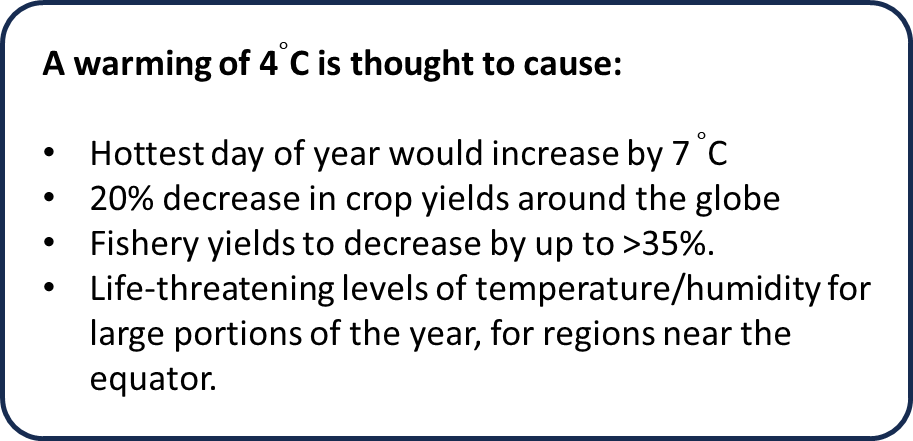 A warming of 4°C is thought to cause:
• Hottest day of year would increase by 7 °C
• 20% decrease in crop yields around the globe
• Fishery yields to decrease by up to >35%.
• Life-threatening levels of temperature/humidity for
large portions of the year, for regions near the
equator.